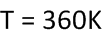 T = 360K